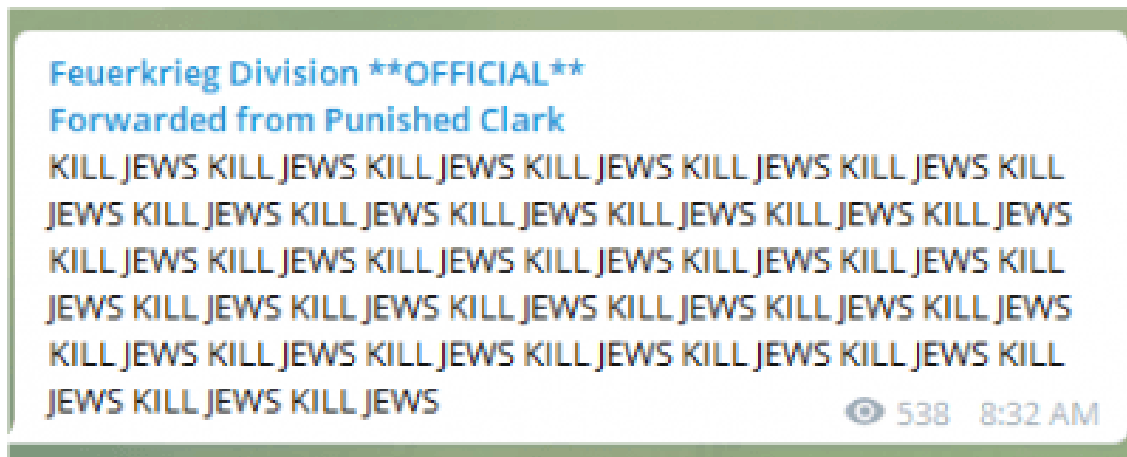 Feuerkrieg Division **OFFICIAL**
Forwarded from Punished Clark
KILL JEWS KILL JEWS KILL JEWS KILL JEWS KILL JEWS KILL JEWS KILL
JEWS KILL JEWS KILL JEWS KILL JEWS KILL JEWS KILL JEWS KILL JEWS
KILL JEWS KILL JEWS KILL JEWS KILL JEWS KILL JEWS KILL JEWS KILL
JEWS KILL JEWS KILL JEWS KILL JEWS KILL JEWS KILL JEWS KILL JEWS
KILL JEWS KILL JEWS KILL JEWS KILL JEWS KILL JEWS KILL JEWS KILL
JEWS KILL JEWS KILL JEWS
538 8:32 AM